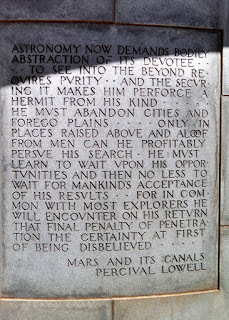 ASTRONOMY NOW DEMANDS BODILY
ABSTRACTION OF ITS DEVOTEE · ·
· · TO SEE INTO THE BEYOND RE-
QVIRES PVRITY · · AND THE SECVR-
ING IT MAKES HIM PERFORCE A
HERMIT FROM HIS KIND · · ·
HE MVST ABANDON CITIES AND
FOREGO PLAINS · · · · ONLY IN
PLACES RAISED ABOVE AND ALOOF
FROM MEN CAN HE PROFITABLY
PERSVE HIS SEARCH · HE MVST
LEARN TO WAIT VPON HIS OPPOR-
TVNITIES AND THEN NO LESS TO
WAIT FOR MANKIND'S ACCEPTANCE
OF HIS RESVLTS · · FOR IN COM-
MON WITH MOST EXPLORERS HE
WILL ENCOVNTER ON HIS RETVRN
THAT FINAL PENALTY OF PENETRA-
TION THE CERTAINTY AT FIRST
OF BEING DISBELIEVED · · · ·
MARS AND ITS CANALS
PERCIVAL LOWELL